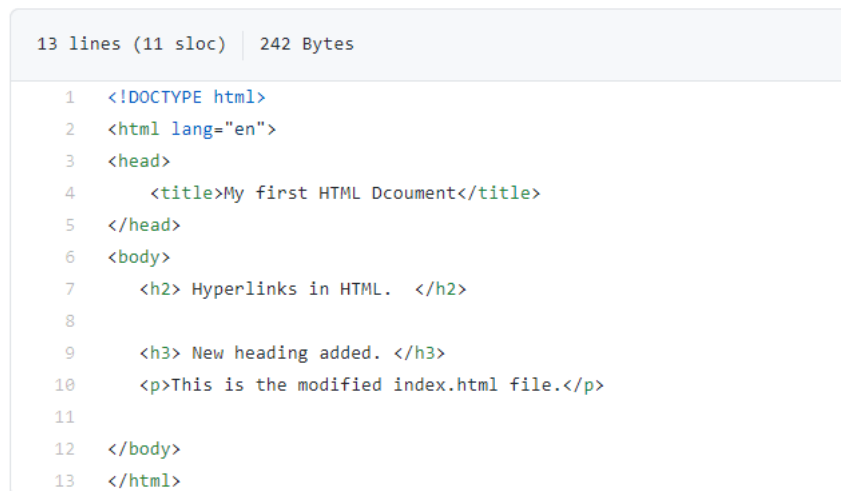 13 lines (11 sloc) 242 Bytes
1 <!DOCTYPE html>
2 <html lang="en">
3 <head>
4 <title>My first HTML Dcoument</title>
5 </head>
6 <body>
7 <h2> Hyperlinks in HTML.  </h2>
8
9 <h3> New heading added. </h3>
10 <p>This is the modified index.html file.</p>
11
12 </body>
13 </html>